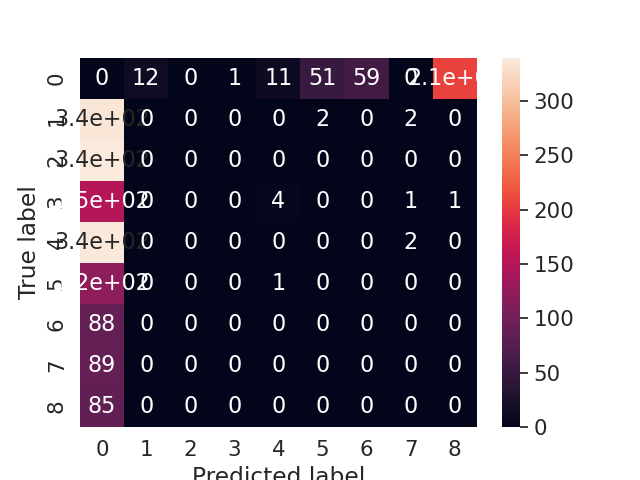 0 0 12 0 1 11 51 59 0 2.1e+02
1 3.4e+02 0 0 0 0 2 0 2 0
2 3.4e+02 0 0 0 0 0 0 0 0
3 5e+02 0 0 0 4 0 0 1 1
4 3.4e+02 0 0 0 0 0 0 2 0
5 2e+02 0 0 0 1 0 0 0 0
6 88 0 0 0 0 0 0 0 0
7 89 0 0 0 0 0 0 0 0
8 85 0 0 0 0 0 0 0 0
0 1 2 3 4 5 6 7 8
True label
Predicted label
300
250
200
150
100
50
0